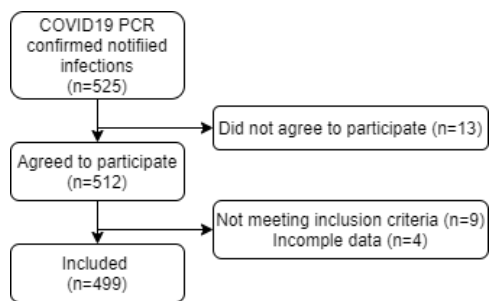 COVID19 PCR
confirmed notifiied
infections
(n=525)
Did not agree to participate (n=13)
Agreed to participate
(n=512)
Not meeting inclusion criteria (n=9)
Incomple data (n=4)
Included
(n=499)